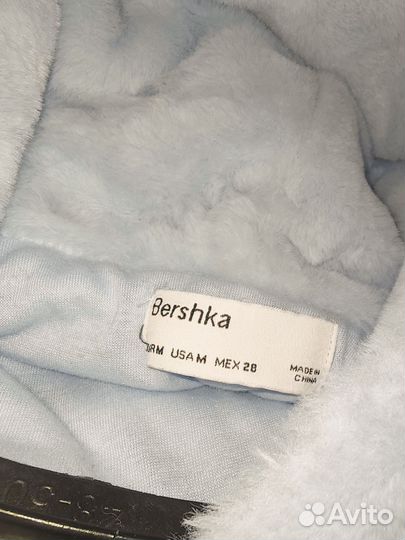 Bershka
USA M MEX 28
MADE IN
CHINA
Avito